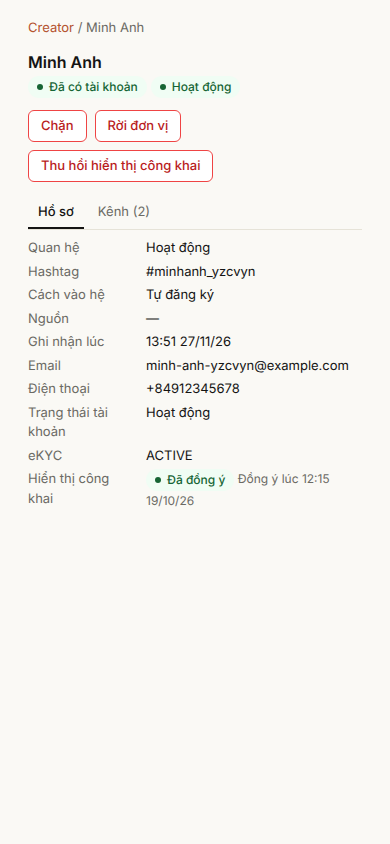 Creator / Minh Anh
Minh Anh
Đã có tài khoản Hoạt động
Chặn Rời đơn vị
Thu hồi hiển thị công khai
Hồ sơ Kênh (2)
Quan hệ Hoạt động
Hashtag #minhanh_yzcvyn
Cách vào hệ Tự đăng ký
Nguồn —
Ghi nhận lúc 13:51 27/11/26
Email minh-anh-yzcvyn@example.com
Điện thoại +84912345678
Trạng thái tài Hoạt động
khoản
eKYC ACTIVE
Hiển thị công Đã đồng ý Đồng ý lúc 12:15
khai 19/10/26